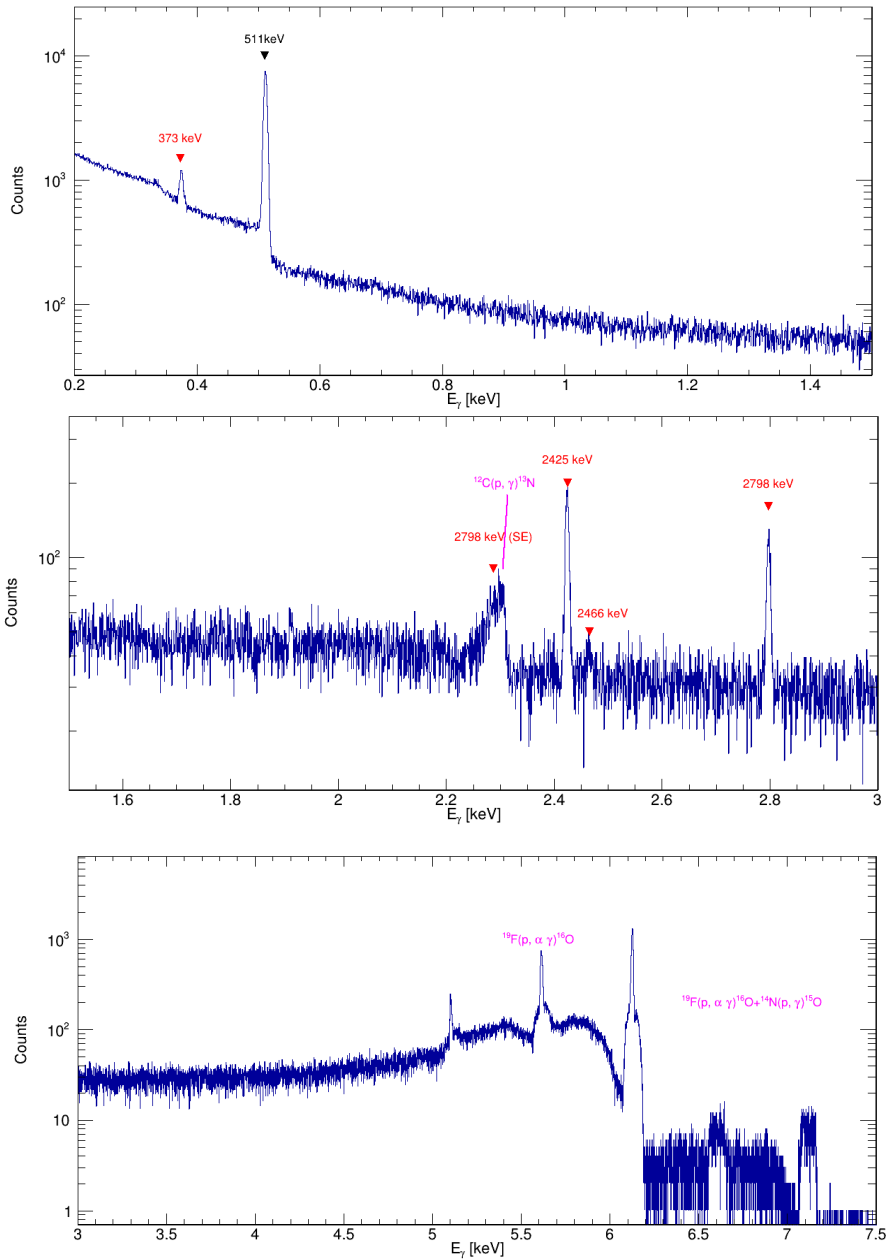 511keV
373 keV
10⁴
10³
10²
Counts
0.2 0.4 0.6 0.8 1 1.2 1.4
Eγ [keV]
2425 keV
¹²C(p, γ)¹³N
2798 keV
2798 keV (SE)
2466 keV
10²
Counts
1.6 1.8 2 2.2 2.4 2.6 2.8 3
Eγ [keV]
¹⁹F(p, α γ)¹⁶O
¹⁹F(p, α γ)¹⁶O+¹⁴N(p, γ)¹⁵O
10³
10²
10
1
Counts
3 3.5 4 4.5 5 5.5 6 6.5 7 7.5
Eγ [keV]